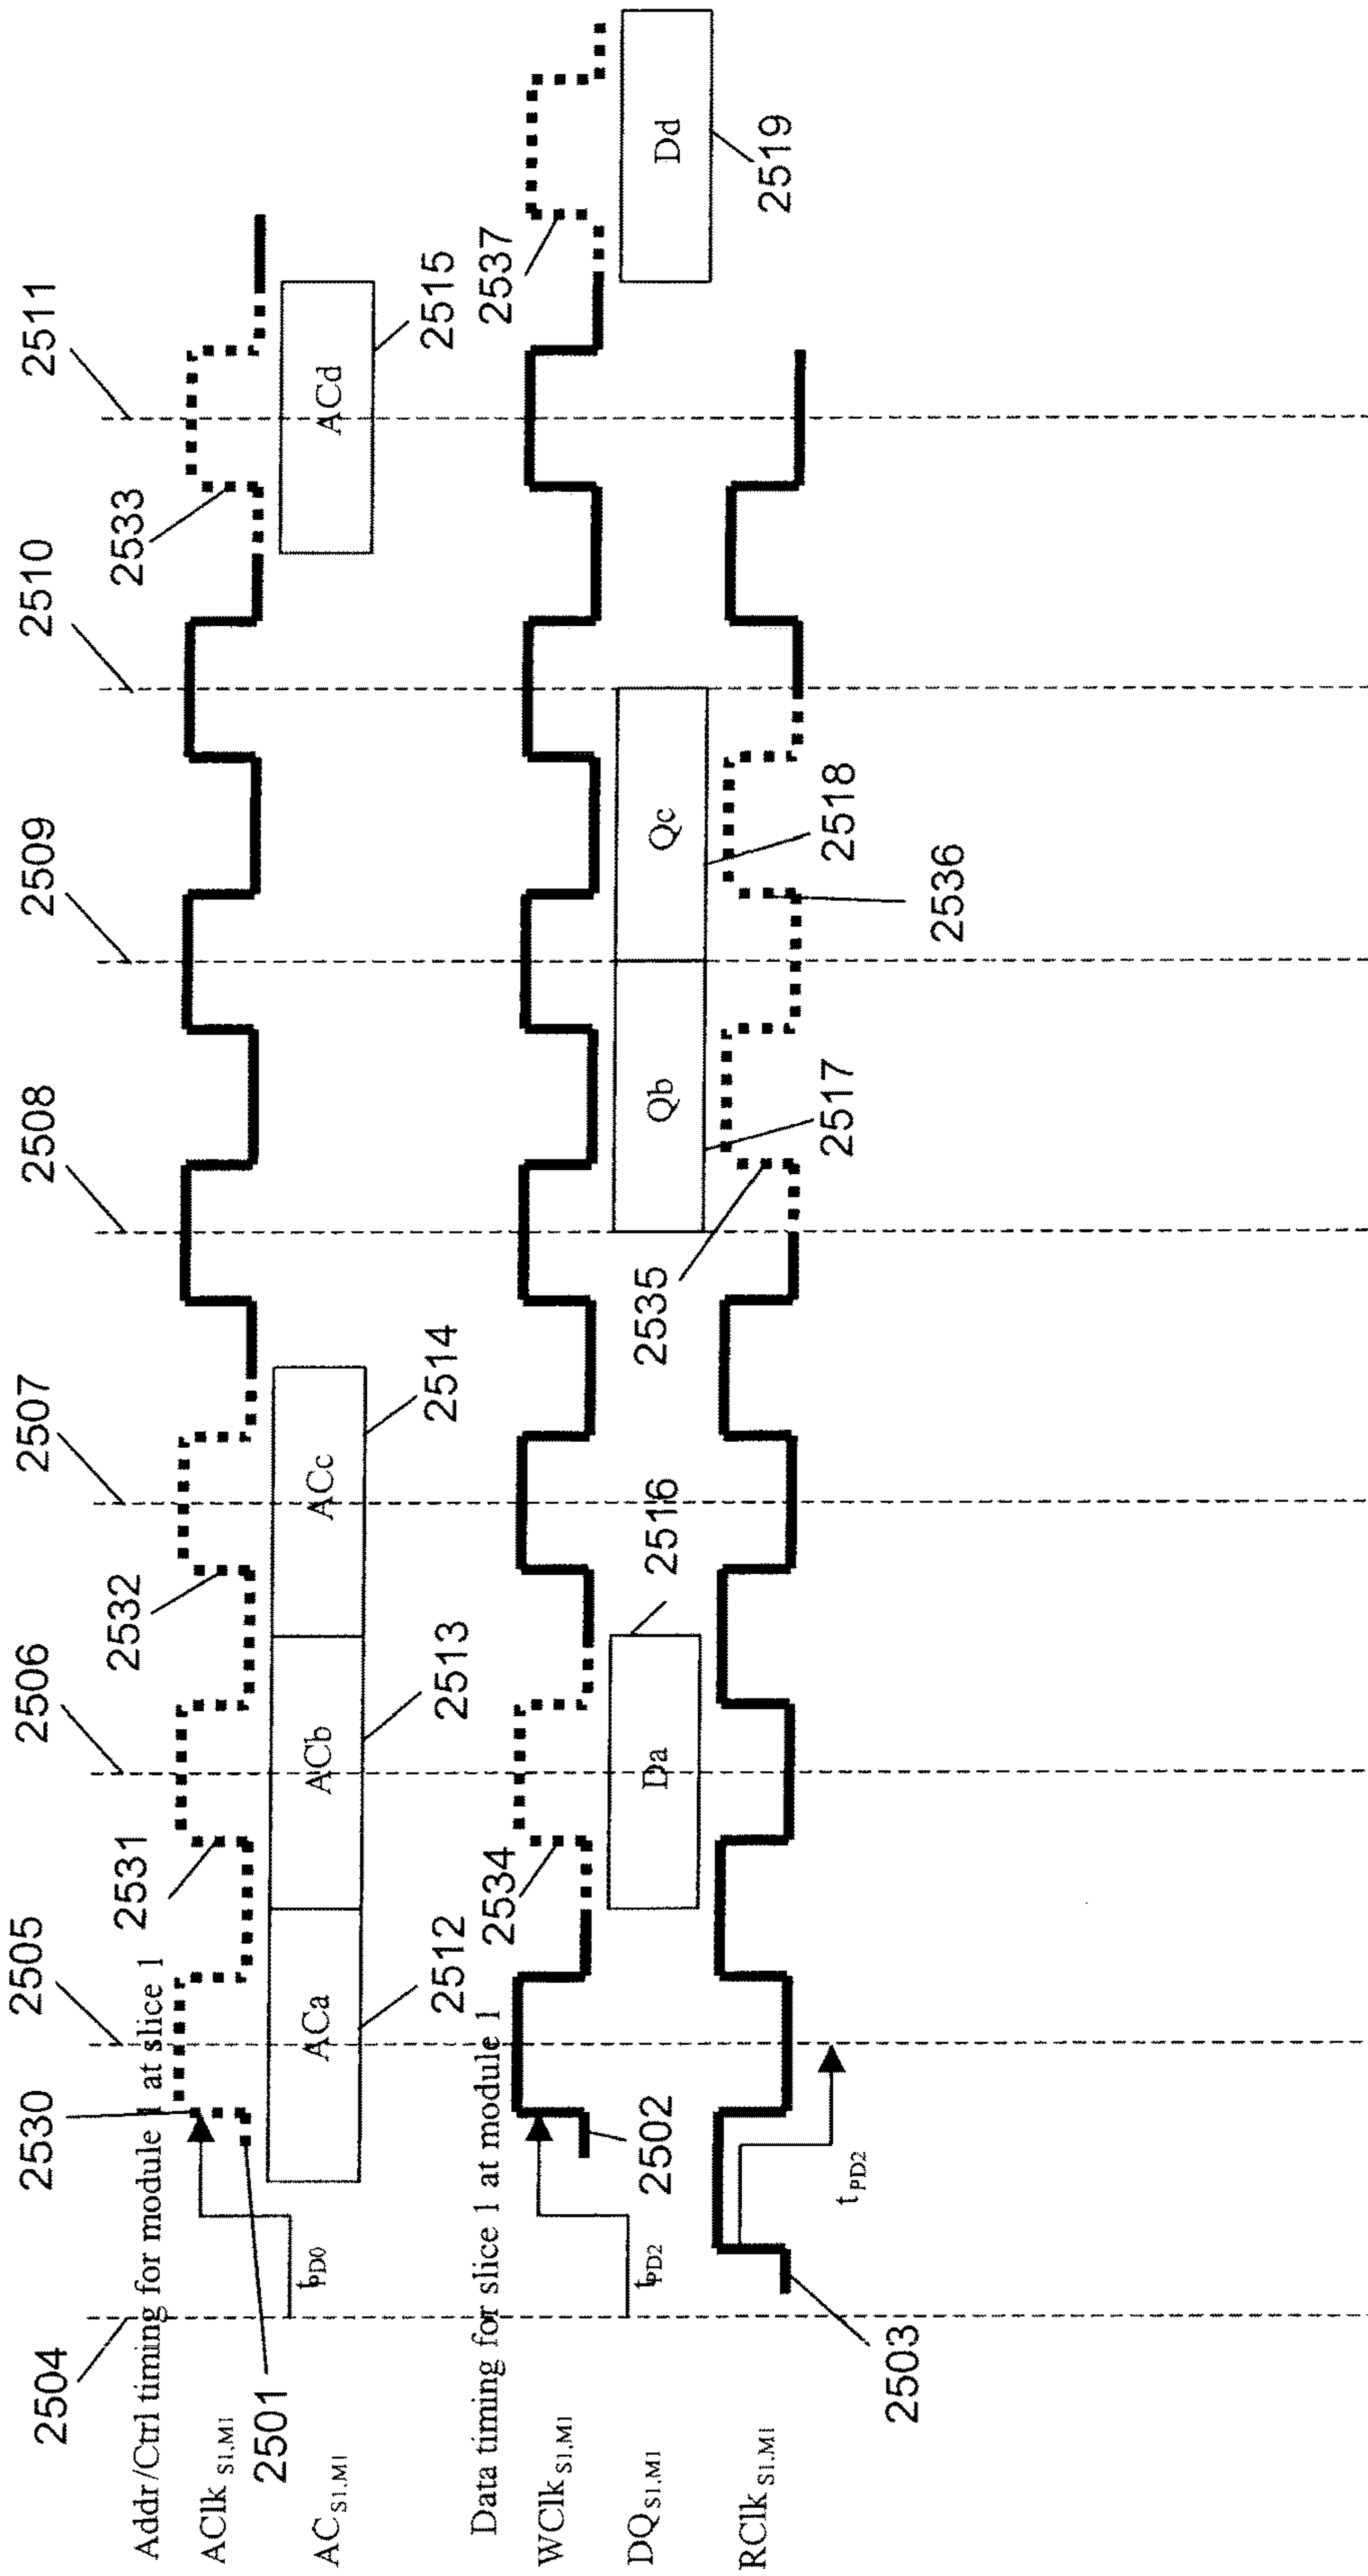 2504
2505
2506
2507
2508
2509
2510
2511
Addr/Ctrl timing for module 1 at slice 1
2530
2531
2532
2533
AClk S1,M1
tPD0
2501
AC S1,M1
ACa
ACb
ACc
ACd
2512
2513
2514
2515
Data timing for slice 1 at module 1
2534
2537
WClk S1,M1
tPD2
2502
DQ S1,M1
Da
Qb
Qc
Dd
2516
2535
2517
2518
2519
RClk S1,M1
tPD2
2503
2536